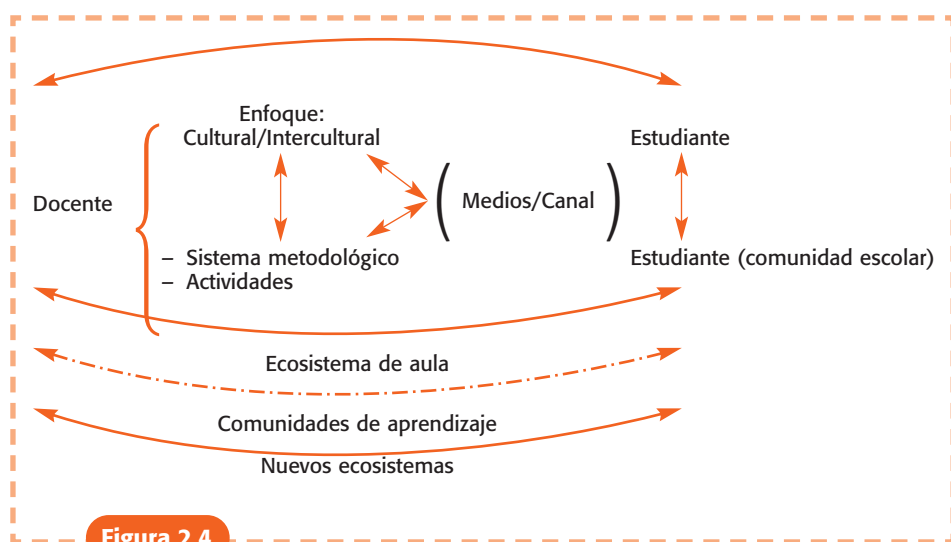 Enfoque:
Cultural/Intercultural
Estudiante
Docente
( Medios/Canal )
– Sistema metodológico
– Actividades
Estudiante (comunidad escolar)
Ecosistema de aula
Comunidades de aprendizaje
Nuevos ecosistemas
Figura 2.4